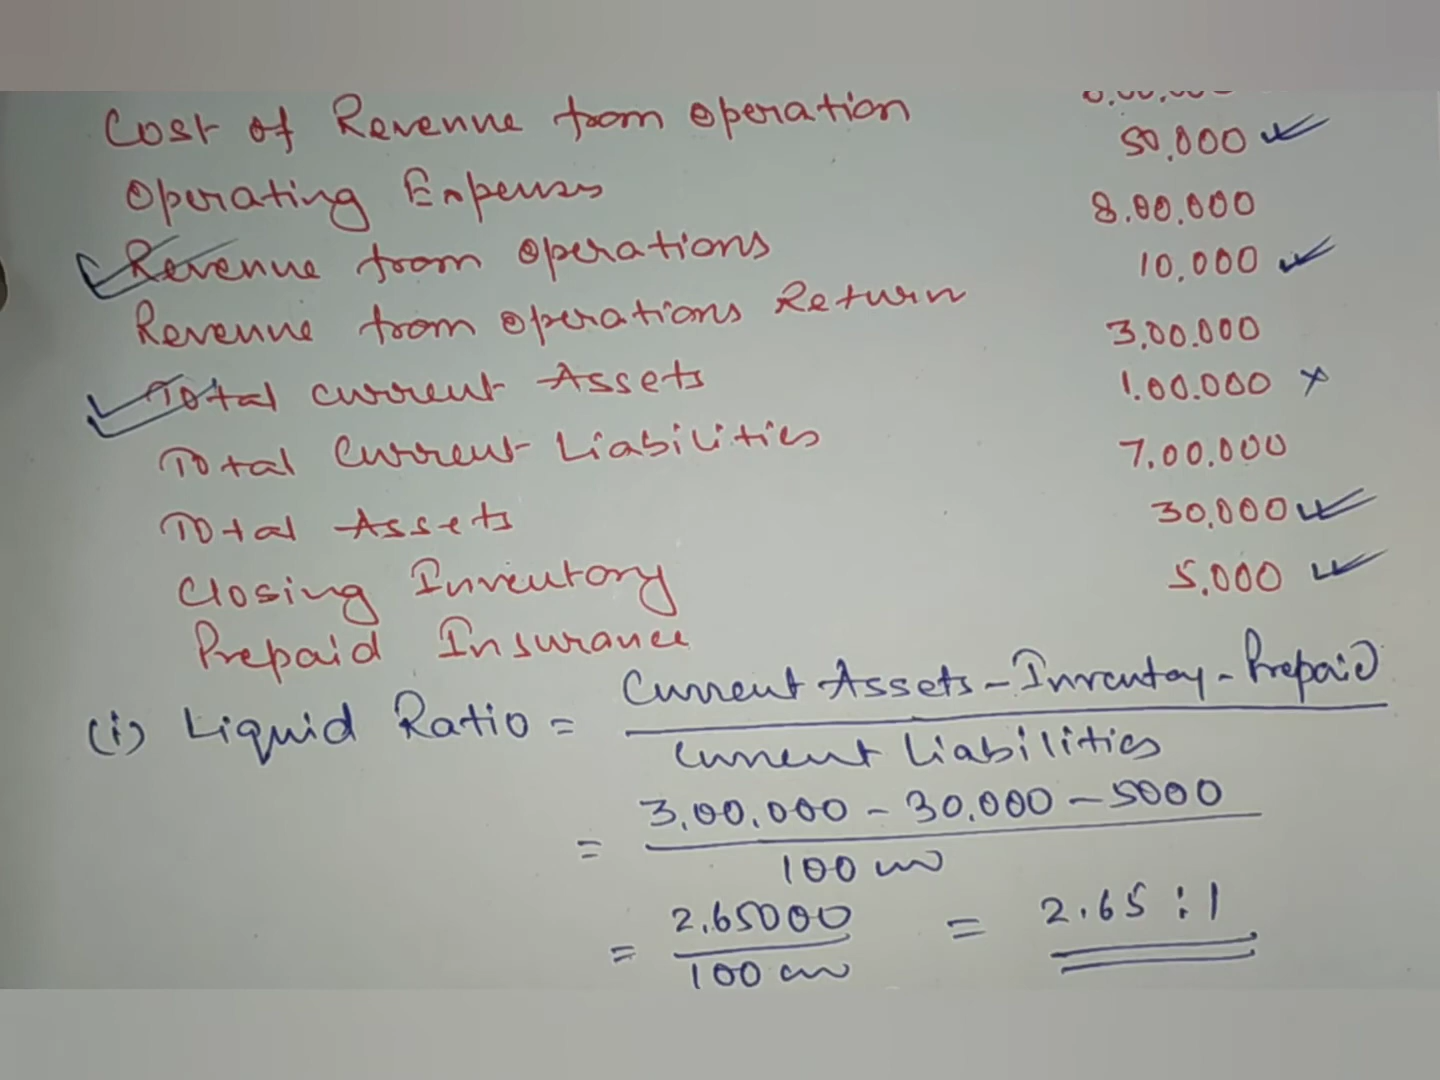 Cost of Revenue from operation
50,000
Operating Expenses
8,00,000
Revenue from operations
10,000
Revenue from operations Return
3,00,000
Total current Assets
1,00,000 ×
Total Current Liabilities
7,00,000
Total Assets
30,000
Closing Inventory
5,000
Prepaid Insurance
(i) Liquid Ratio = Current Assets - Inventory - Prepaid
Current Liabilities
= 3,00,000 - 30,000 - 5000
100
= 2,65000 = 2.65 : 1
100